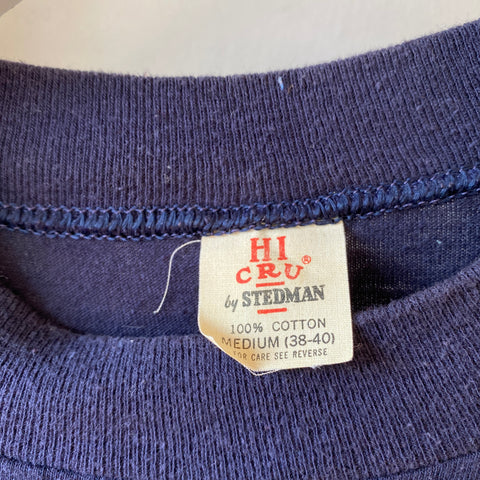 HI
CRU®
by STEDMAN
100% COTTON
MEDIUM (38-40)
FOR CARE SEE REVERSE